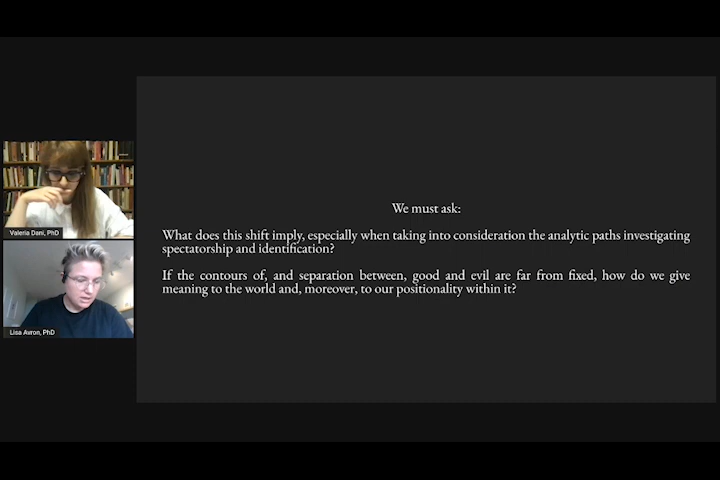 We must ask:
What does this shift imply, especially when taking into consideration the analytic paths investigating
spectatorship and identification?
If the contours of, and separation between, good and evil are far from fixed, how do we give
meaning to the world and, moreover, to our positionality within it?
Valeria Dani, PhD
Lisa Avron, PhD